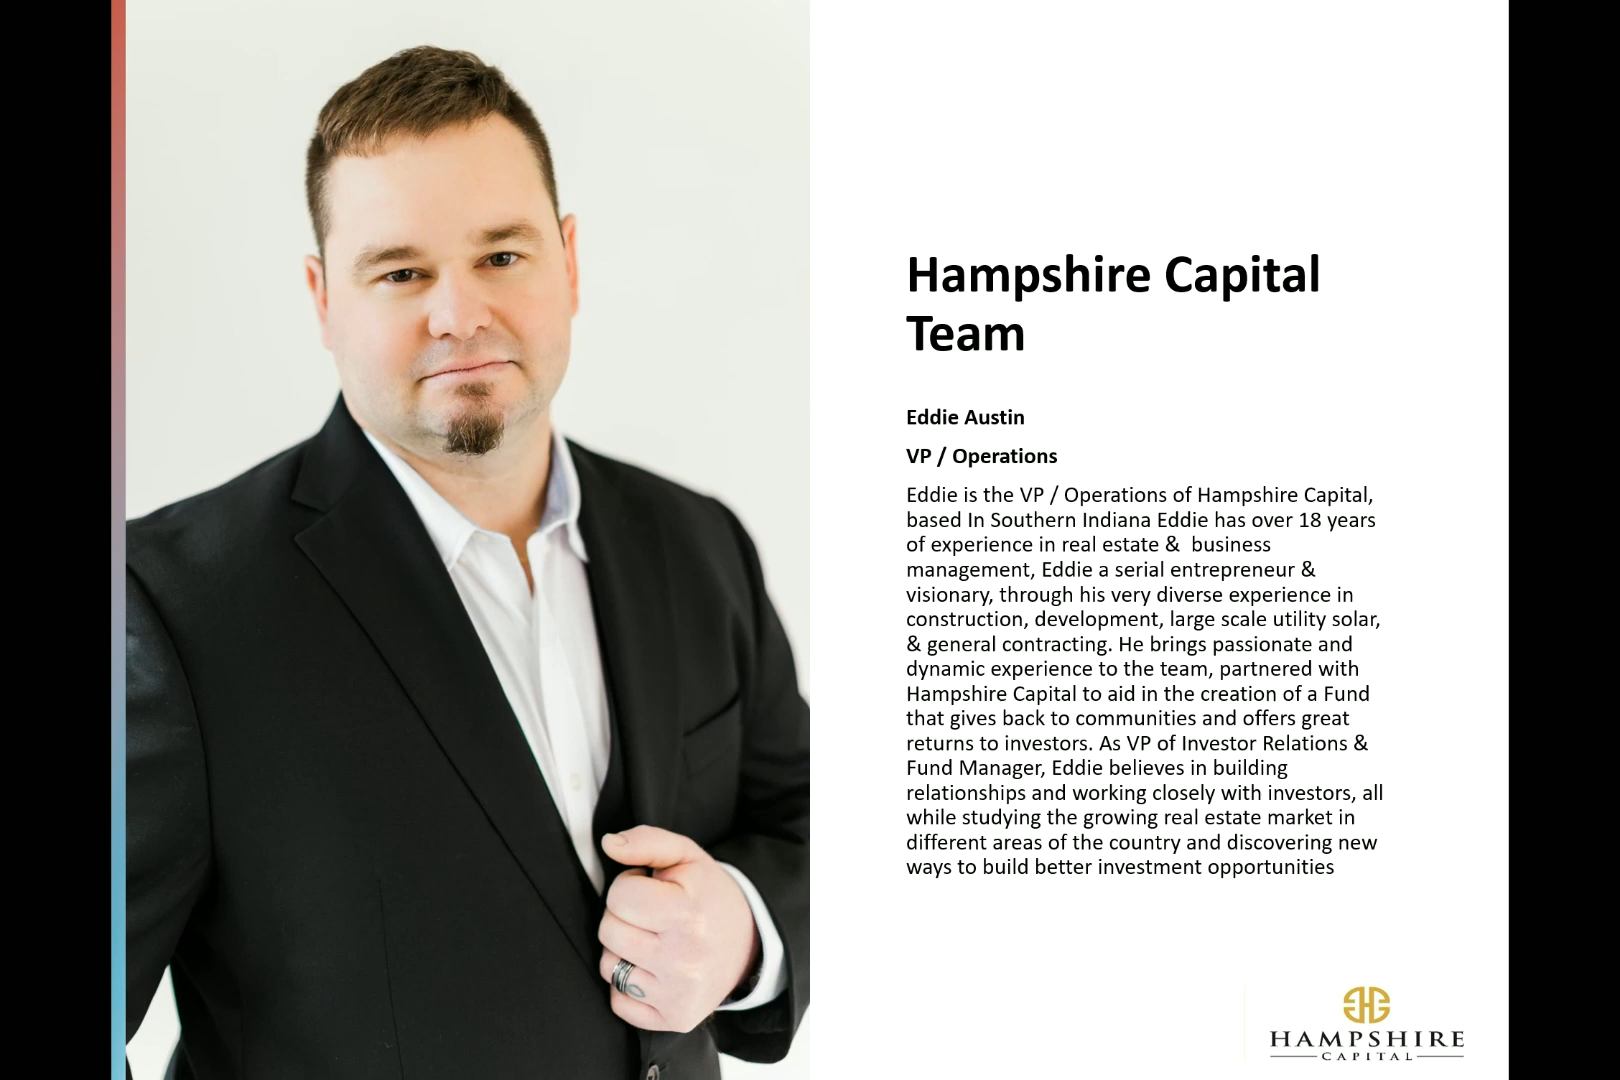 Hampshire Capital
Team
Eddie Austin
VP / Operations
Eddie is the VP / Operations of Hampshire Capital,
based In Southern Indiana Eddie has over 18 years
of experience in real estate &  business
management, Eddie a serial entrepreneur &
visionary, through his very diverse experience in
construction, development, large scale utility solar,
& general contracting. He brings passionate and
dynamic experience to the team, partnered with
Hampshire Capital to aid in the creation of a Fund
that gives back to communities and offers great
returns to investors. As VP of Investor Relations &
Fund Manager, Eddie believes in building
relationships and working closely with investors, all
while studying the growing real estate market in
different areas of the country and discovering new
ways to build better investment opportunities
HAMPSHIRE
CAPITAL